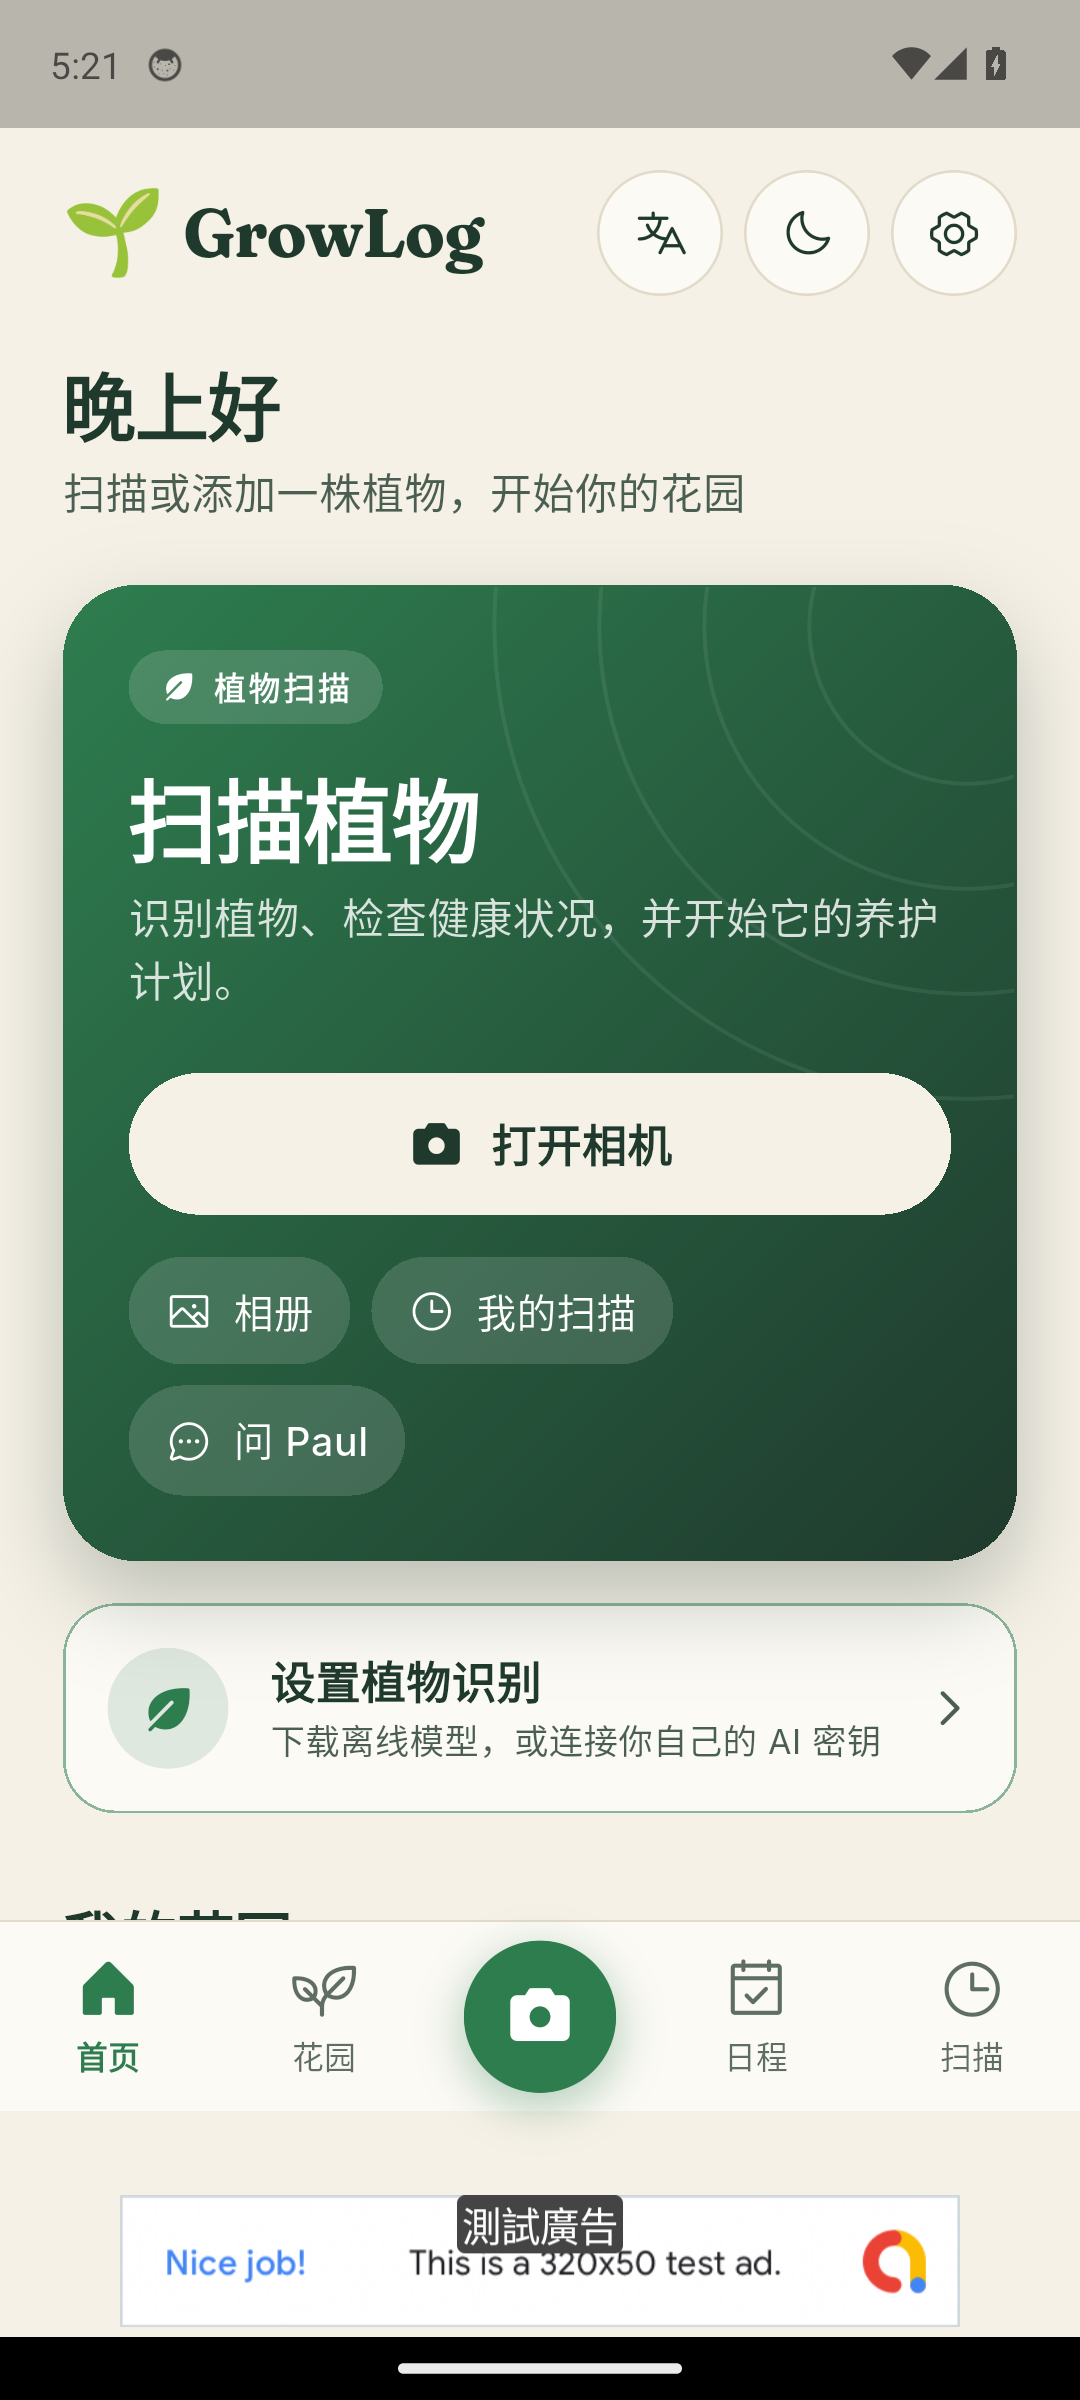 5:21
GrowLog
晚上好
扫描或添加一株植物，开始你的花园
植物扫描
扫描植物
识别植物、检查健康状况，并开始它的养护
计划。
打开相机
相册
我的扫描
问 Paul
设置植物识别
下载离线模型，或连接你自己的 AI 密钥
首页
花园
日程
扫描
測試廣告
Nice job!
This is a 320x50 test ad.